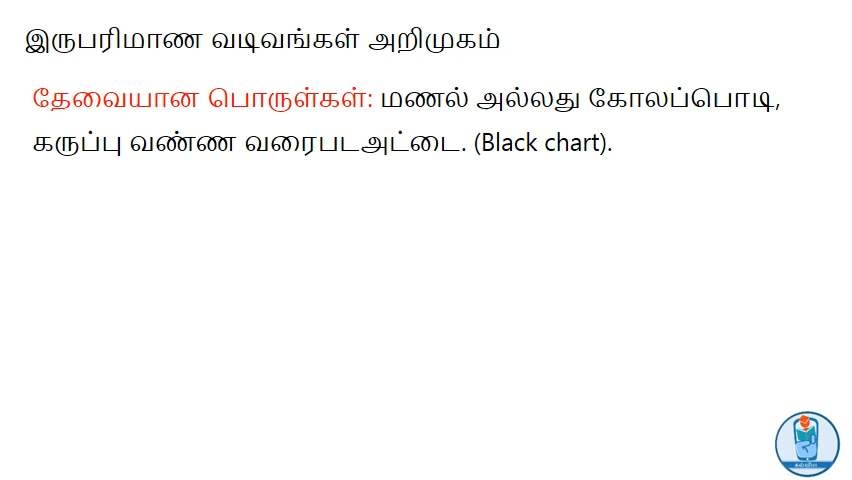 இருபரிமாண வடிவங்கள் அறிமுகம்
தேவையான பொருள்கள்: மணல் அல்லது கோலப்பொடி,
கருப்பு வண்ண வரைபடஅட்டை. (Black chart).